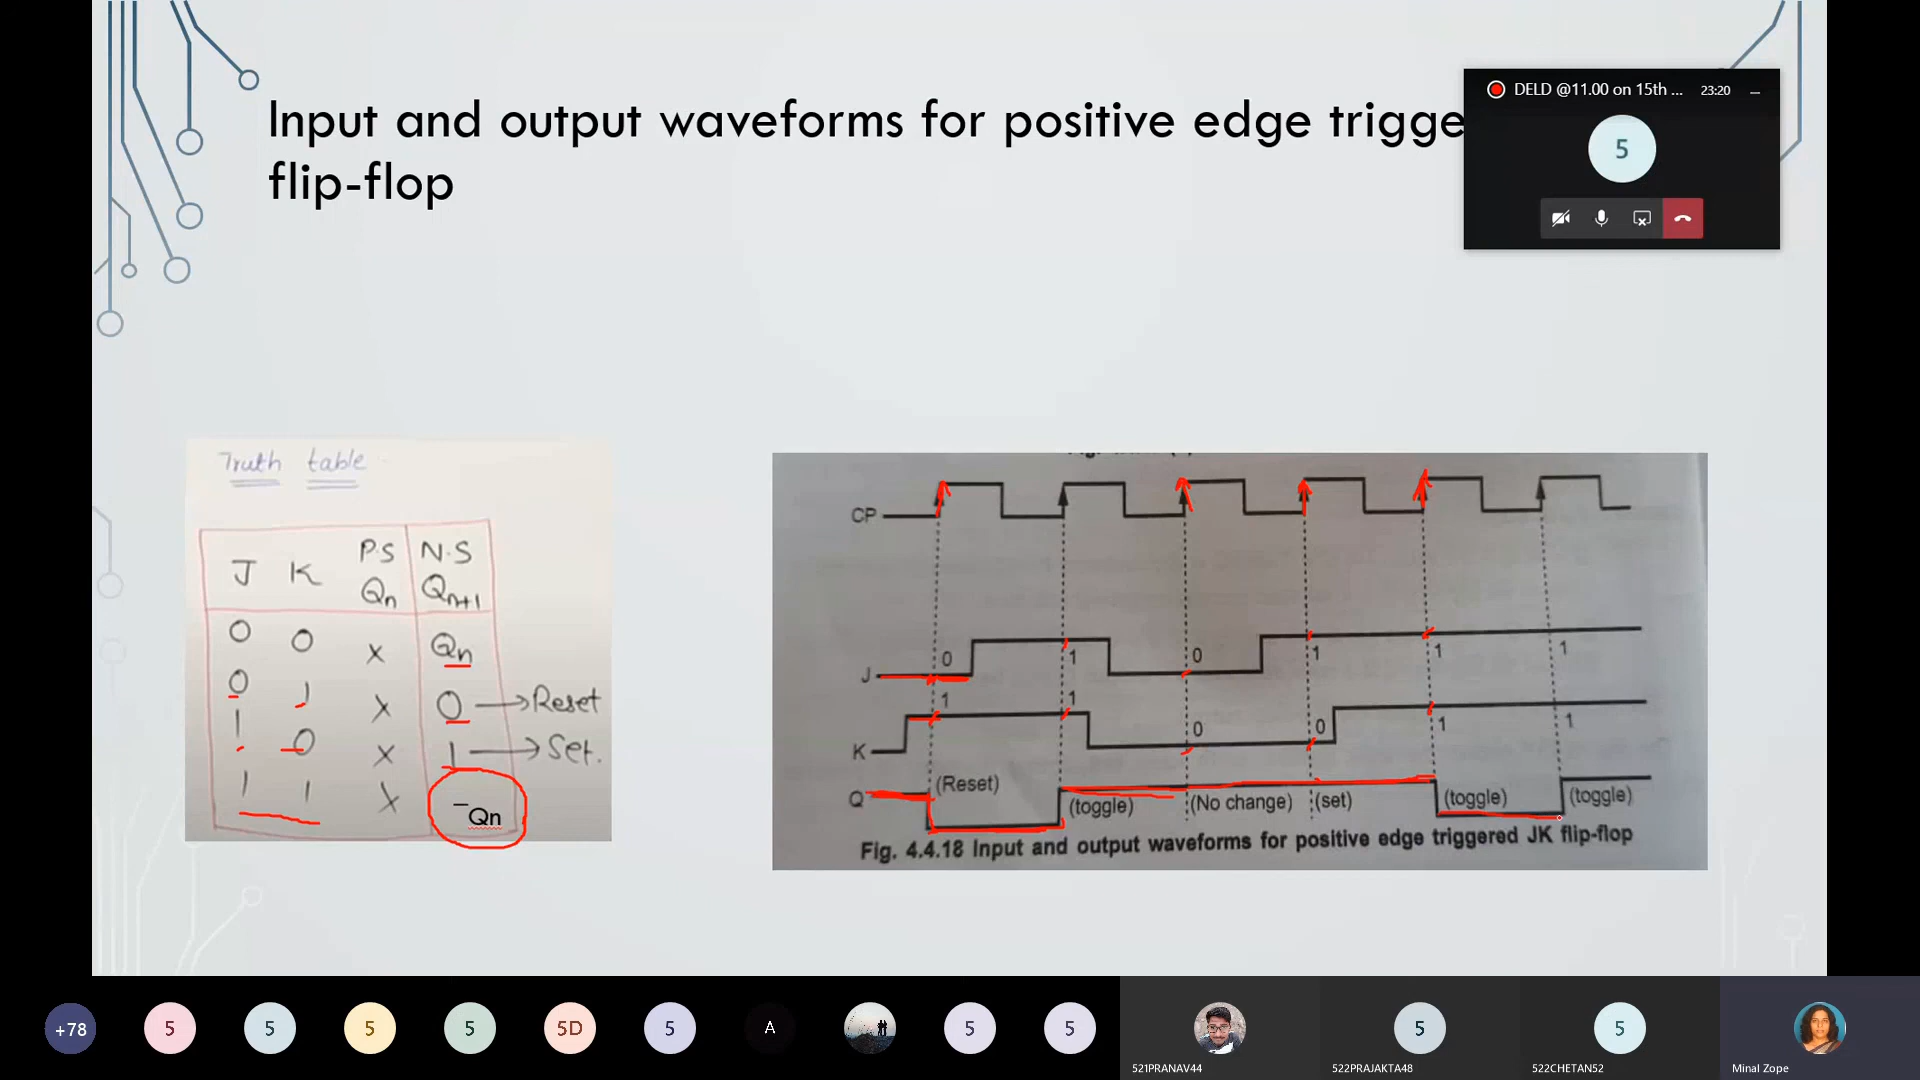 Input and output waveforms for positive edge trigge
flip-flop
DELD @11.00 on 15th ...
23:20
5
Truth table
J K P.S N.S
Qn Qn+1
0 0 x Qn
0 1 x 0 → Reset
1 0 x 1 → Set.
1 1 x ‾Qn
CP
0 1 0 1 1 1
J
1 1 0 0 1 1
K
Q
(Reset) (toggle) (No change) (set) (toggle) (toggle)
Fig. 4.4.18 Input and output waveforms for positive edge triggered JK flip-flop
+78 5 5 5 5 5D 5 A 5 5 5 5
521PRANAV44 522PRAJAKTA48 522CHETAN52 Minal Zope